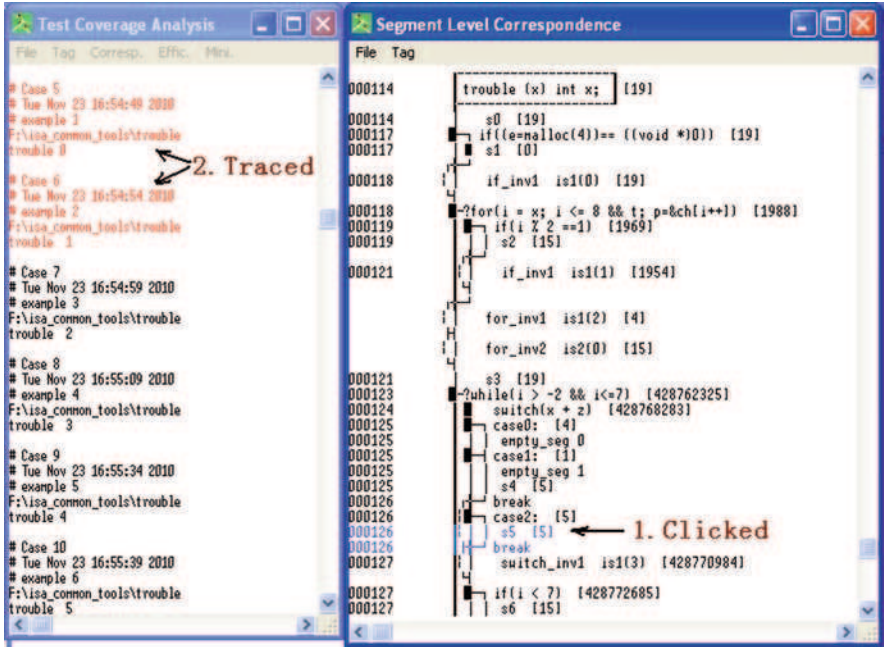 Test Coverage Analysis
File Tag Corresp. Effic. Mini.
# Case 5
# Tue Nov 23 16:54:49 2010
# example 1
F:\isa_common_tools\trouble
trouble 0
# Case 6
# Tue Nov 23 16:54:54 2010
# example 2
F:\isa_common_tools\trouble
trouble 1
2. Traced
# Case 7
# Tue Nov 23 16:54:59 2010
# example 3
F:\isa_common_tools\trouble
trouble 2
# Case 8
# Tue Nov 23 16:55:09 2010
# example 4
F:\isa_common_tools\trouble
trouble 3
# Case 9
# Tue Nov 23 16:55:34 2010
# example 5
F:\isa_common_tools\trouble
trouble 4
# Case 10
# Tue Nov 23 16:55:39 2010
# example 6
F:\isa_common_tools\trouble
trouble 5
Segment Level Correspondence
File Tag
000114 trouble (x) int x; [19]
000114 s0 [19]
000117 if((e=malloc(4))== ((void *)0)) [19]
000117 s1 [0]
000118 if_inv1 is1(0) [19]
000118 ?for(i = x; i <= 8 && t; p=&ch[i++]) [1988]
000119 if(i % 2 ==1) [1969]
000119 s2 [15]
000121 if_inv1 is1(1) [1954]
for_inv1 is1(2) [4]
for_inv2 is2(0) [15]
000121 s3 [19]
000123 ?while(i > -2 && i<=7) [428762325]
000124 switch(x + z) [428768283]
000125 case0: [4]
000125 empty_seg 0
000125 case1: [1]
000125 empty_seg 1
000125 s4 [5]
000126 break
000126 case2: [5]
000126 s5 [5]
1. Clicked
000126 break
000127 switch_inv1 is1(3) [428770984]
000127 if(i < 7) [428772685]
000127 s6 [15]